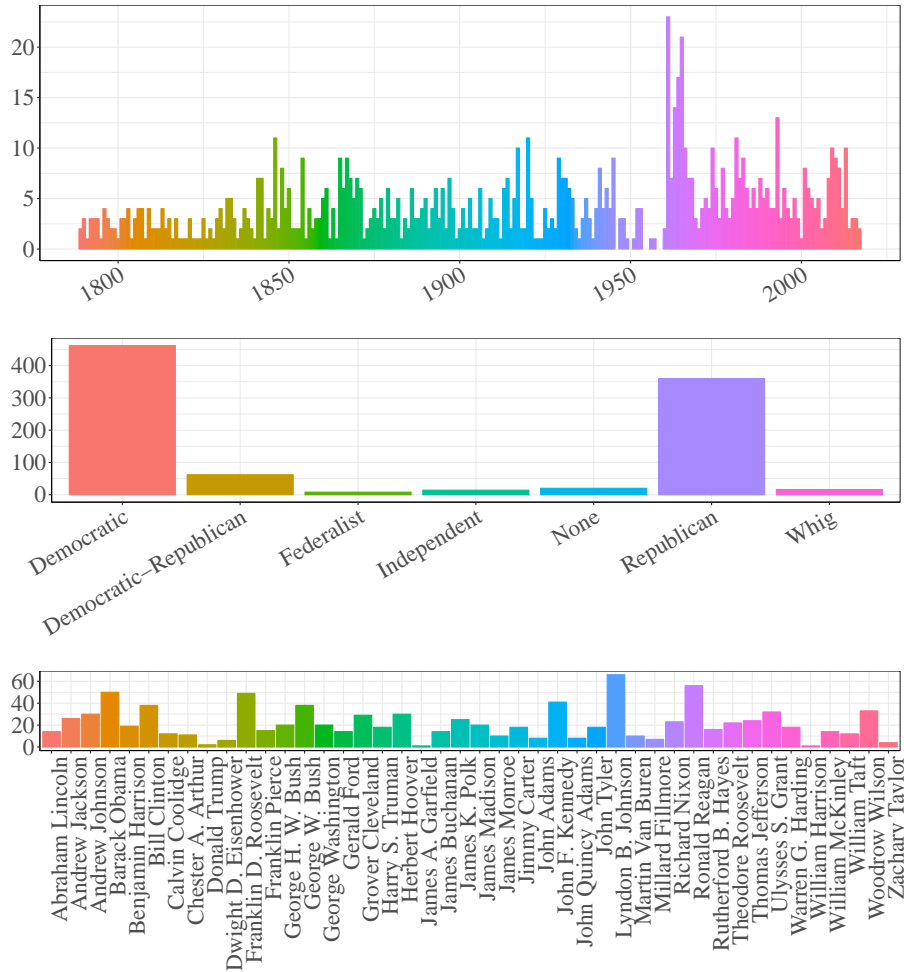 20
15
10
5
0
1800 1850 1900 1950 2000
400
300
200
100
0
Democratic
Democratic−Republican
Federalist
Independent
None
Republican
Whig
60
40
20
0
Abraham Lincoln
Andrew Jackson
Andrew Johnson
Barack Obama
Benjamin Harrison
Bill Clinton
Calvin Coolidge
Chester A. Arthur
Donald Trump
Dwight D. Eisenhower
Franklin D. Roosevelt
Franklin Pierce
George H. W. Bush
George W. Bush
George Washington
Gerald Ford
Grover Cleveland
Harry S. Truman
Herbert Hoover
James A. Garfield
James Buchanan
James K. Polk
James Madison
James Monroe
Jimmy Carter
John Adams
John F. Kennedy
John Quincy Adams
John Tyler
Lyndon B. Johnson
Martin Van Buren
Millard Fillmore
Richard Nixon
Ronald Reagan
Rutherford B. Hayes
Theodore Roosevelt
Thomas Jefferson
Ulysses S. Grant
Warren G. Harding
William Harrison
William McKinley
William Taft
Woodrow Wilson
Zachary Taylor